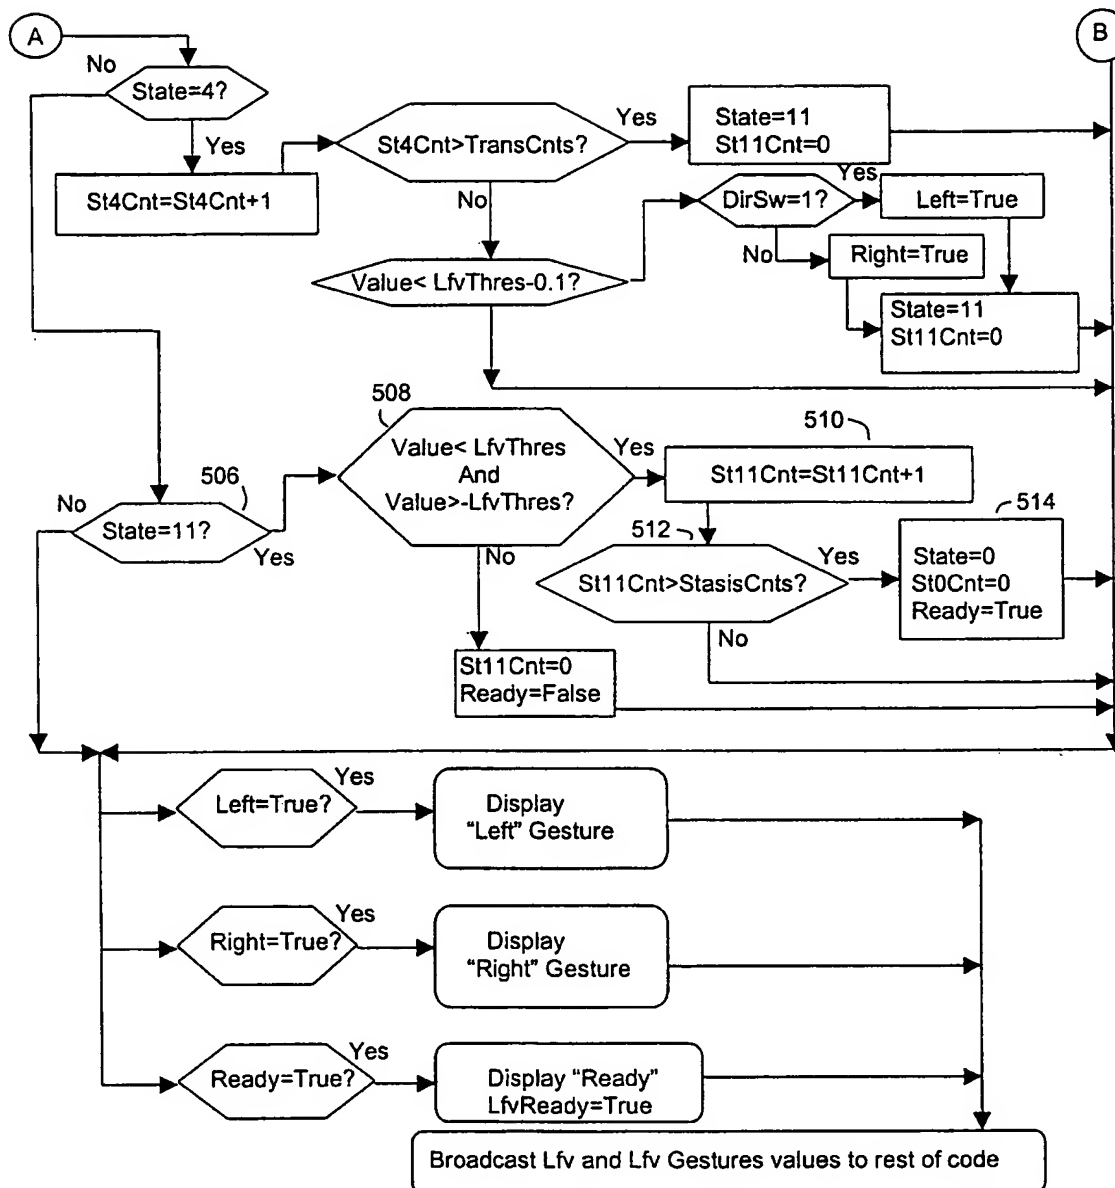 A
B
No
State=4?
Yes
St4Cnt=St4Cnt+1
St4Cnt>TransCnts?
Yes
State=11
St11Cnt=0
No
DirSw=1?
Yes
Left=True
No
Right=True
Value< LfvThres-0.1?
State=11
St11Cnt=0
508
Value< LfvThres
And
Value>-LfvThres?
Yes
510
St11Cnt=St11Cnt+1
506
No
State=11?
Yes
No
512
St11Cnt>StasisCnts?
Yes
514
State=0
St0Cnt=0
Ready=True
No
St11Cnt=0
Ready=False
Left=True?
Yes
Display
“Left” Gesture
Right=True?
Yes
Display
“Right” Gesture
Ready=True?
Yes
Display “Ready”
LfvReady=True
Broadcast Lfv and Lfv Gestures values to rest of code